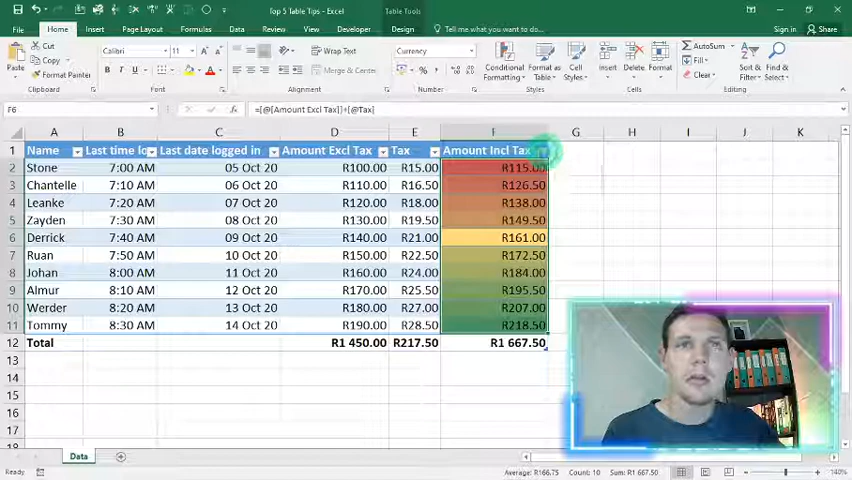 Top 5 Table Tips - Excel
Table Tools
Sign in
Share
File Home Insert Page Layout Formulas Data Review View Developer Help Design Tell me what you want to do
Cut
Copy
Format Painter
Paste
Clipboard
Calibri 11
Font
Wrap Text
Merge & Center
Alignment
Currency
Number
Conditional Formatting
Format as Table
Cell Styles
Styles
Insert Delete Format
Cells
AutoSum
Fill
Clear
Sort & Filter
Find & Select
Editing
F6
=[@[Amount Excl Tax]]+[@Tax]
A B C D E F G H I J K
1 Name Last time lo Last date logged in Amount Excl Tax Tax Amount Incl Tax
2 Stone 7:00 AM 05 Oct 20 R100.00 R15.00 R115.00
3 Chantelle 7:10 AM 06 Oct 20 R110.00 R16.50 R126.50
4 Leanke 7:20 AM 07 Oct 20 R120.00 R18.00 R138.00
5 Zayden 7:30 AM 08 Oct 20 R130.00 R19.50 R149.50
6 Derrick 7:40 AM 09 Oct 20 R140.00 R21.00 R161.00
7 Ruan 7:50 AM 10 Oct 20 R150.00 R22.50 R172.50
8 Johan 8:00 AM 11 Oct 20 R160.00 R24.00 R184.00
9 Armin 8:10 AM 12 Oct 20 R170.00 R25.50 R195.50
10 Werder 8:20 AM 13 Oct 20 R180.00 R27.00 R207.00
11 Tommy 8:30 AM 14 Oct 20 R190.00 R28.50 R218.50
12 Total R1 450.00 R217.50 R1 667.50
13
14
15
16
17
18
Data
Ready
Average: R166.75 Count: 10 Sum: R1 667.50
140%